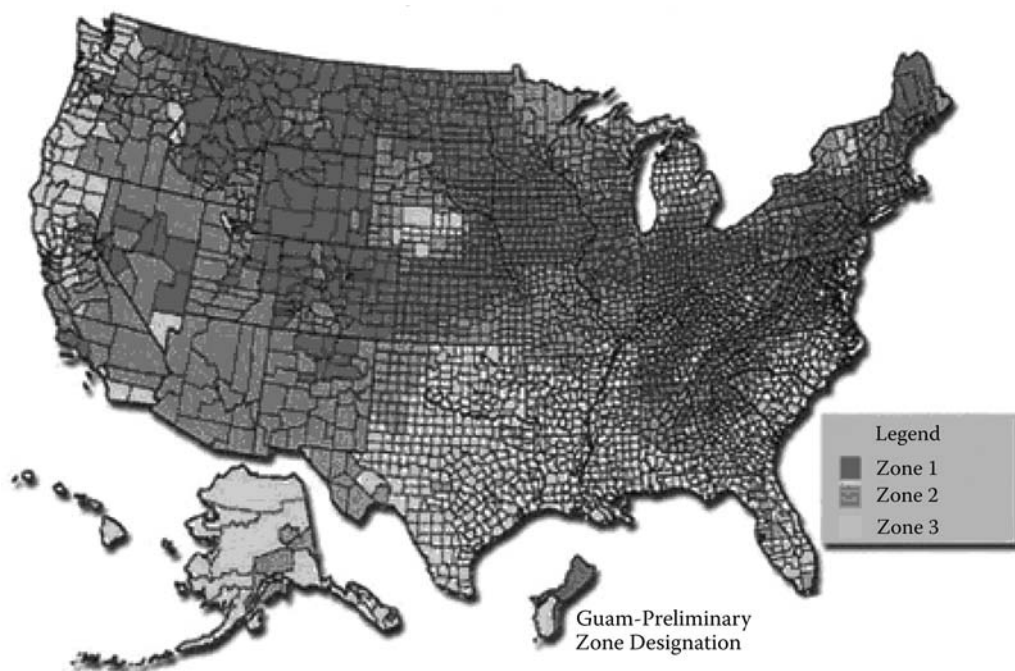 Legend
Zone 1
Zone 2
Zone 3
Guam-Preliminary
Zone Designation